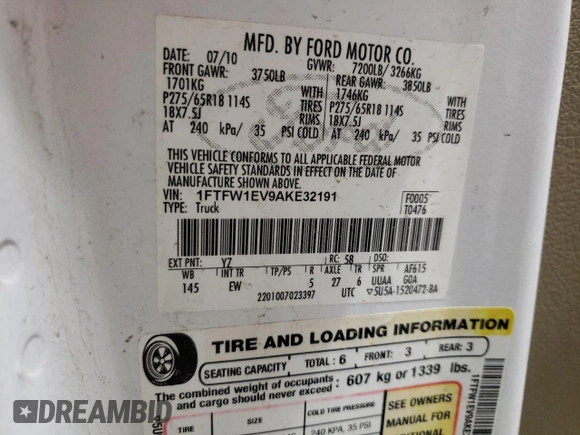 MFD. BY FORD MOTOR CO.
DATE: 07/10 GVWR: 7200LB/ 3266KG
FRONT GAWR: 3750LB REAR GAWR: 3850LB
1701KG WITH 1746KG WITH
P275/65R18 114S TIRES P275/65R18 114S TIRES
18X7.5J RIMS 18X7.5J RIMS
AT 240 kPa/ 35 PSI COLD AT 240 kPa/ 35 PSI COLD
THIS VEHICLE CONFORMS TO ALL APPLICABLE FEDERAL MOTOR
VEHICLE SAFETY STANDARDS IN EFFECT ON THE DATE OF
MANUFACTURE SHOWN ABOVE.
VIN: 1FTFW1EV9AKE32191 F0005
TYPE: Truck T0476
EXT PNT: YZ RC: 58 DSO:
WB INT TR TP/PS R AXLE TR SPR AF615
145 EW 5 27 6 UUAA GOA
2201007023397 UTC 5U5A-1520472-BA
TIRE AND LOADING INFORMATION
SEATING CAPACITY TOTAL: 6 FRONT: 3 REAR: 3
The combined weight of occupants
and cargo should never exceed: 607 kg or 1339 lbs.
TIRE SIZE COLD TIRE PRESSURE SEE OWNERS
MANUAL FOR
240 KPA, 35 PSI
1FTFW1EV9AKE
DREAMBID